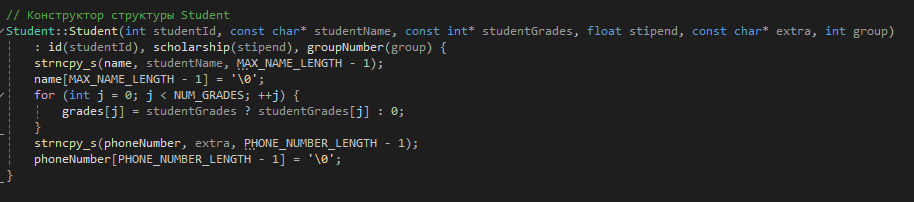 // Конструктор структуры Student
Student::Student(int studentId, const char* studentName, const int* studentGrades, float stipend, const char* extra, int group)
    : id(studentId), scholarship(stipend), groupNumber(group) {
    strncpy_s(name, studentName, MAX_NAME_LENGTH - 1);
    name[MAX_NAME_LENGTH - 1] = '\0';
    for (int j = 0; j < NUM_GRADES; ++j) {
        grades[j] = studentGrades ? studentGrades[j] : 0;
    }
    strncpy_s(phoneNumber, extra, PHONE_NUMBER_LENGTH - 1);
    phoneNumber[PHONE_NUMBER_LENGTH - 1] = '\0';
}